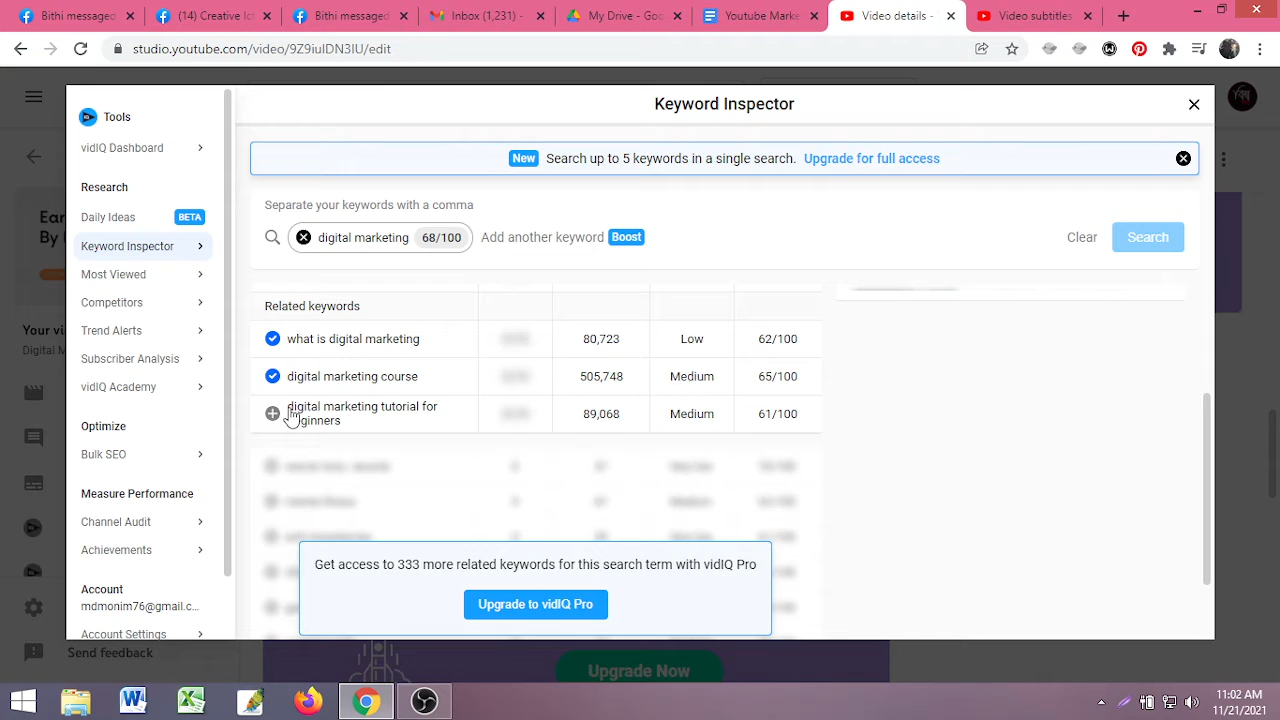 Bithi messaged
(14) Creative Ict
Bithi messaged
Inbox (1,231) -
My Drive - Goo
Youtube Marke
Video details -
Video subtitles
studio.youtube.com/video/9Z9iuIDN3IU/edit
Tools
Keyword Inspector
vidIQ Dashboard
New Search up to 5 keywords in a single search. Upgrade for full access
Research
Separate your keywords with a comma
Daily Ideas BETA
digital marketing 68/100 Add another keyword Boost Clear Search
Keyword Inspector
Most Viewed
Competitors
Trend Alerts
Subscriber Analysis
vidIQ Academy
Optimize
Bulk SEO
Measure Performance
Channel Audit
Achievements
Account
mdmonim76@gmail.c...
Account Settings
Related keywords
what is digital marketing 80,723 Low 62/100
digital marketing course 505,748 Medium 65/100
digital marketing tutorial for
ginners 89,068 Medium 61/100
Get access to 333 more related keywords for this search term with vidIQ Pro
Upgrade to vidIQ Pro
Ear
By
Your vi
Digital M
Send feedback
Upgrade Now
11:02 AM
11/21/2021